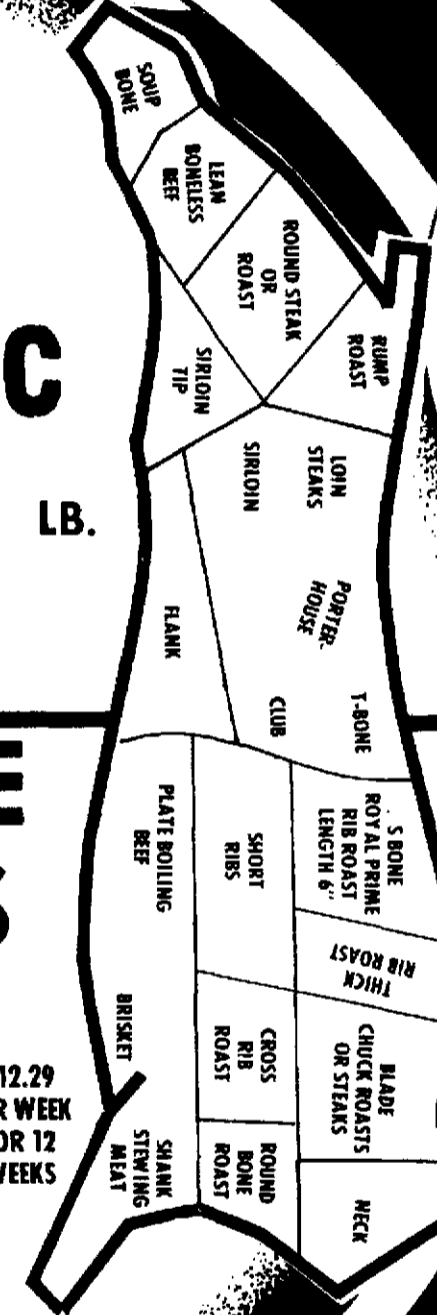 SOUP
BONE
LEAN
BONELESS
BEEF
ROUND STEAK
OR
ROAST
RUMP
ROAST
SIRLOIN
TIP
C
LB.
LOIN
STEAKS
SIRLOIN
PORTER-
HOUSE
FLANK
CLUB
T-BONE
S BONE
ROYAL PRIME
RIB ROAST
LENGTH 6"
SHORT
RIBS
PLATE BOILING
BEEF
THICK
RIB ROAST
BRISKET
CROSS
RIB
ROAST
BLADE
CHUCK ROASTS
OR STEAKS
12.29
R WEEK
OR 12
WEEKS
SHANK
STEWING
MEAT
ROUND
BONE
ROAST
NECK